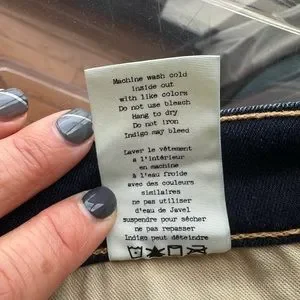 Machine wash cold
inside out
with like colors
Do not use bleach
Hang to dry
Do not iron
Indigo may bleed
Laver le vêtement
a l'intérieur
en machine
à l'eau froide
avec des couleurs
similaires
ne pas utiliser
d'eau de Javel
suspendre pour sécher
ne pas repasser
Indigo peut déteindre